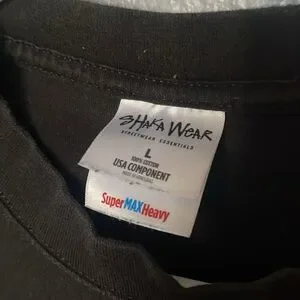 SHAKA WEAR
STREETWEAR ESSENTIALS
L
100% COTTON
USA COMPONENT
SuperMAXHeavy